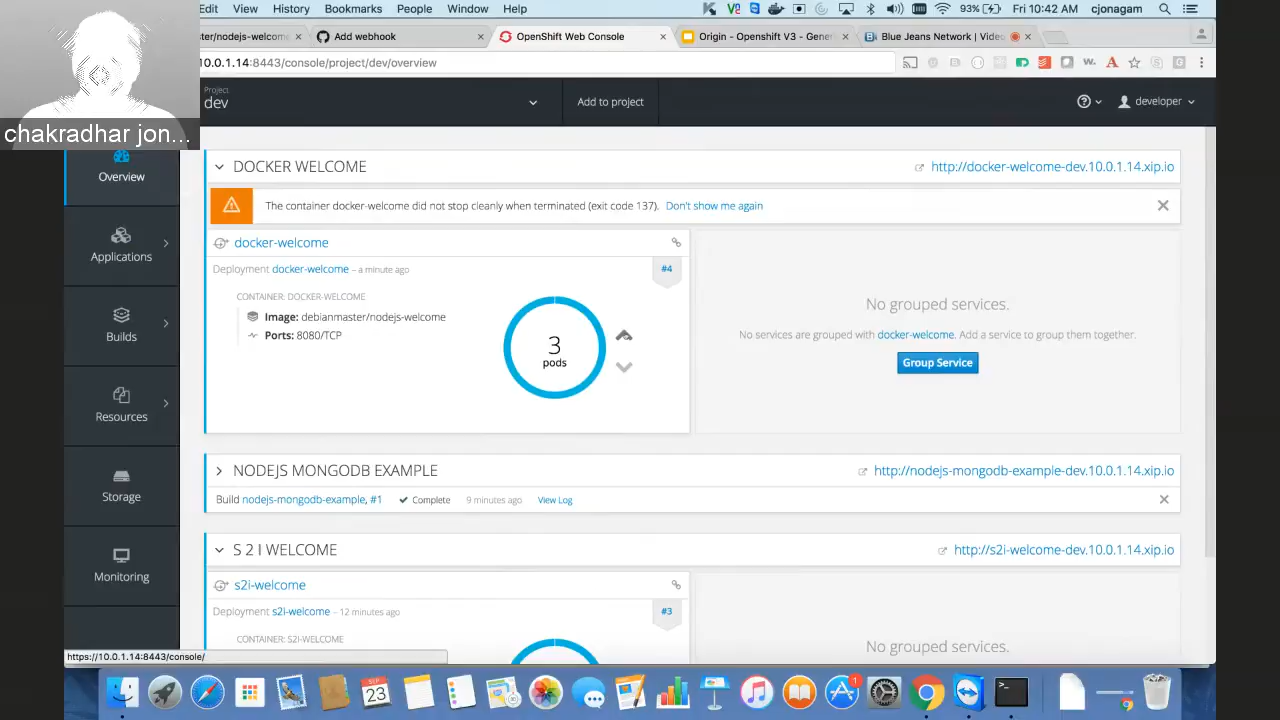 Edit View History Bookmarks People Window Help 93% Fri 10:42 AM cjonagam
ster/nodejs-welcome × Add webhook × OpenShift Web Console × Origin - Openshift V3 - Gene × Blue Jeans Network | Video ×
10.0.1.14:8443/console/project/dev/overview
chakradhar jon...
Project
dev
Add to project
developer
Overview
Applications
Builds
Resources
Storage
Monitoring
DOCKER WELCOME
http://docker-welcome-dev.10.0.1.14.xip.io
The container docker-welcome did not stop cleanly when terminated (exit code 137). Don't show me again
docker-welcome
Deployment docker-welcome – a minute ago
#4
CONTAINER: DOCKER-WELCOME
Image: debianmaster/nodejs-welcome
Ports: 8080/TCP
3
pods
No grouped services.
No services are grouped with docker-welcome. Add a service to group them together.
Group Service
NODEJS MONGODB EXAMPLE
http://nodejs-mongodb-example-dev.10.0.1.14.xip.io
Build nodejs-mongodb-example, #1 Complete 9 minutes ago View Log
S 2 I WELCOME
http://s2i-welcome-dev.10.0.1.14.xip.io
s2i-welcome
Deployment s2i-welcome – 12 minutes ago
#3
CONTAINER: S2I-WELCOME
No grouped services.
https://10.0.1.14:8443/console/
SEP
23
1